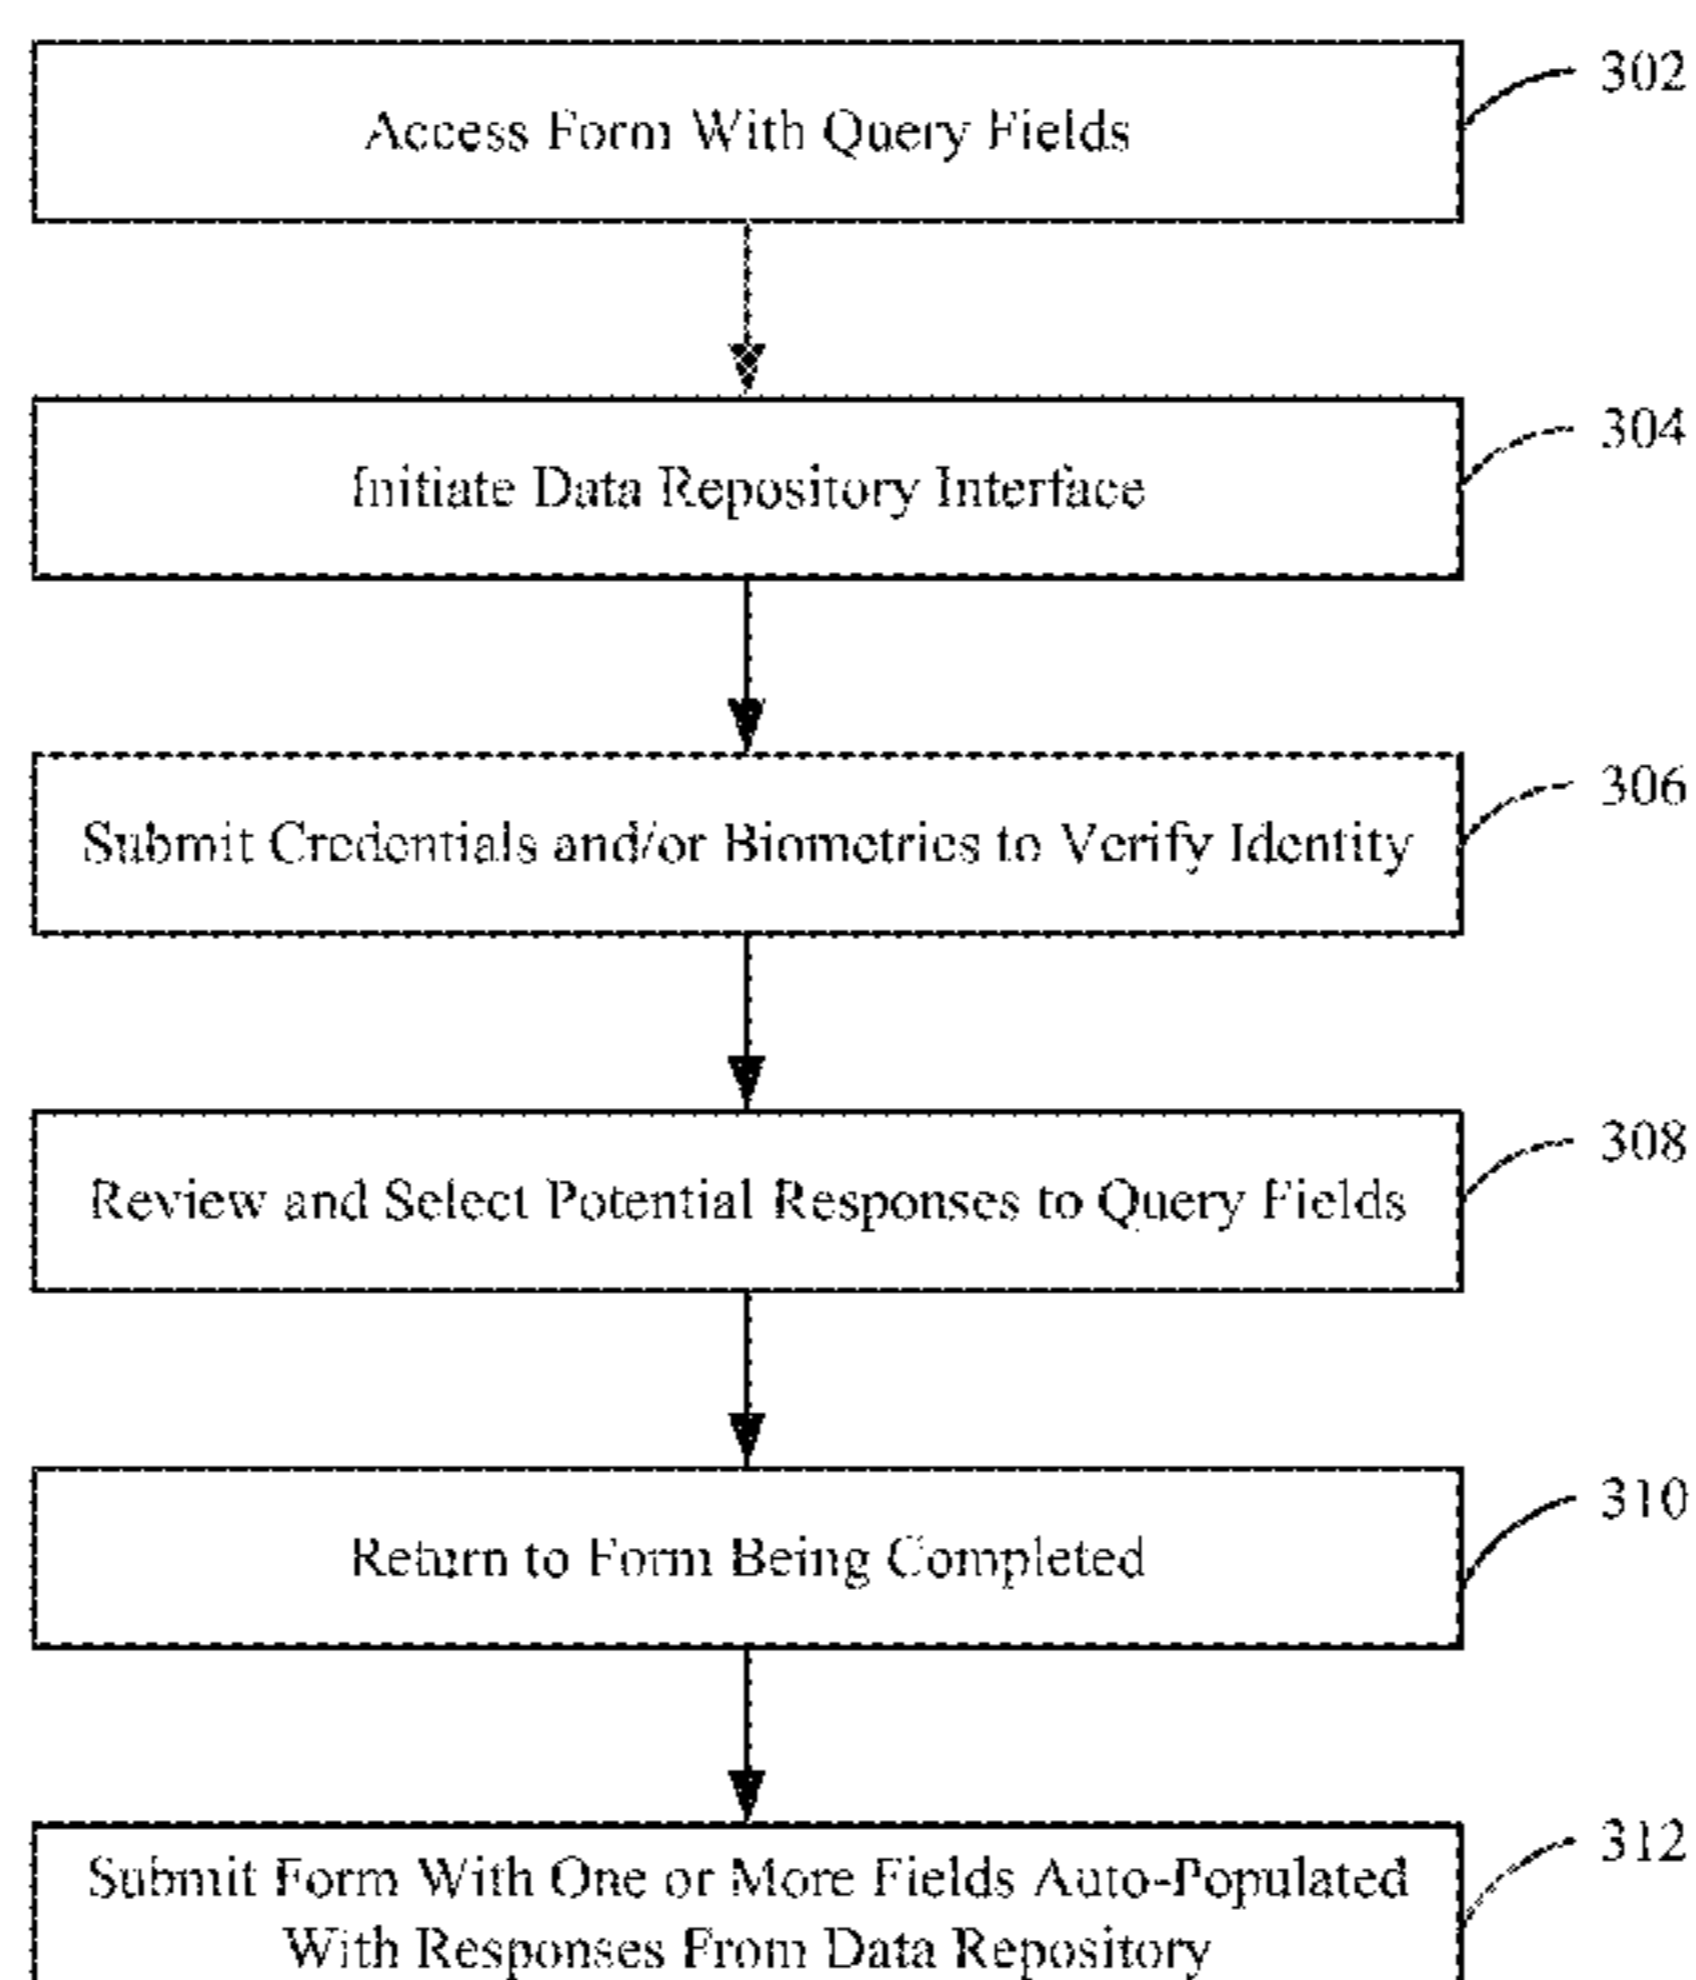 302
Access Form With Query Fields
304
Initiate Data Repository Interface
306
Submit Credentials and/or Biometrics to Verify Identity
308
Review and Select Potential Responses to Query Fields
310
Return to Form Being Completed
312
Submit Form With One or More Fields Auto-Populated
With Responses From Data Repository